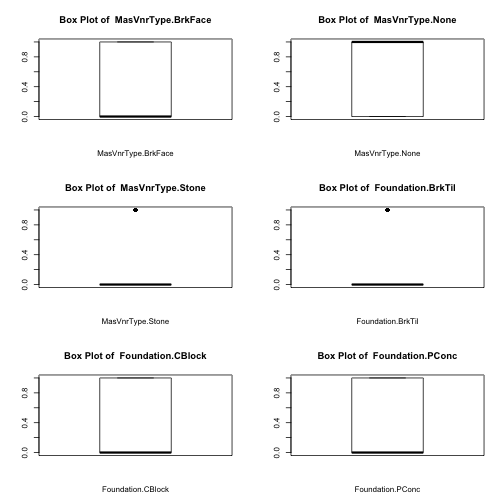 Box Plot of  MasVnrType.BrkFace
0.8
0.4
0.0
MasVnrType.BrkFace
Box Plot of  MasVnrType.None
0.8
0.4
0.0
MasVnrType.None
Box Plot of  MasVnrType.Stone
0.8
0.4
0.0
MasVnrType.Stone
Box Plot of  Foundation.BrkTil
0.8
0.4
0.0
Foundation.BrkTil
Box Plot of  Foundation.CBlock
0.8
0.4
0.0
Foundation.CBlock
Box Plot of  Foundation.PConc
0.8
0.4
0.0
Foundation.PConc